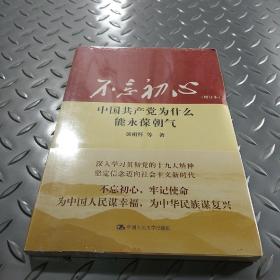 不忘初心
(修订本)
中国共产党为什么
能永葆朝气
等 著
深入学习贯彻党的十九大精神
坚定信念迈向社会主义新时代
不忘初心，牢记使命
为中国人民谋幸福，为中华民族谋复兴
中国人民大学出版社